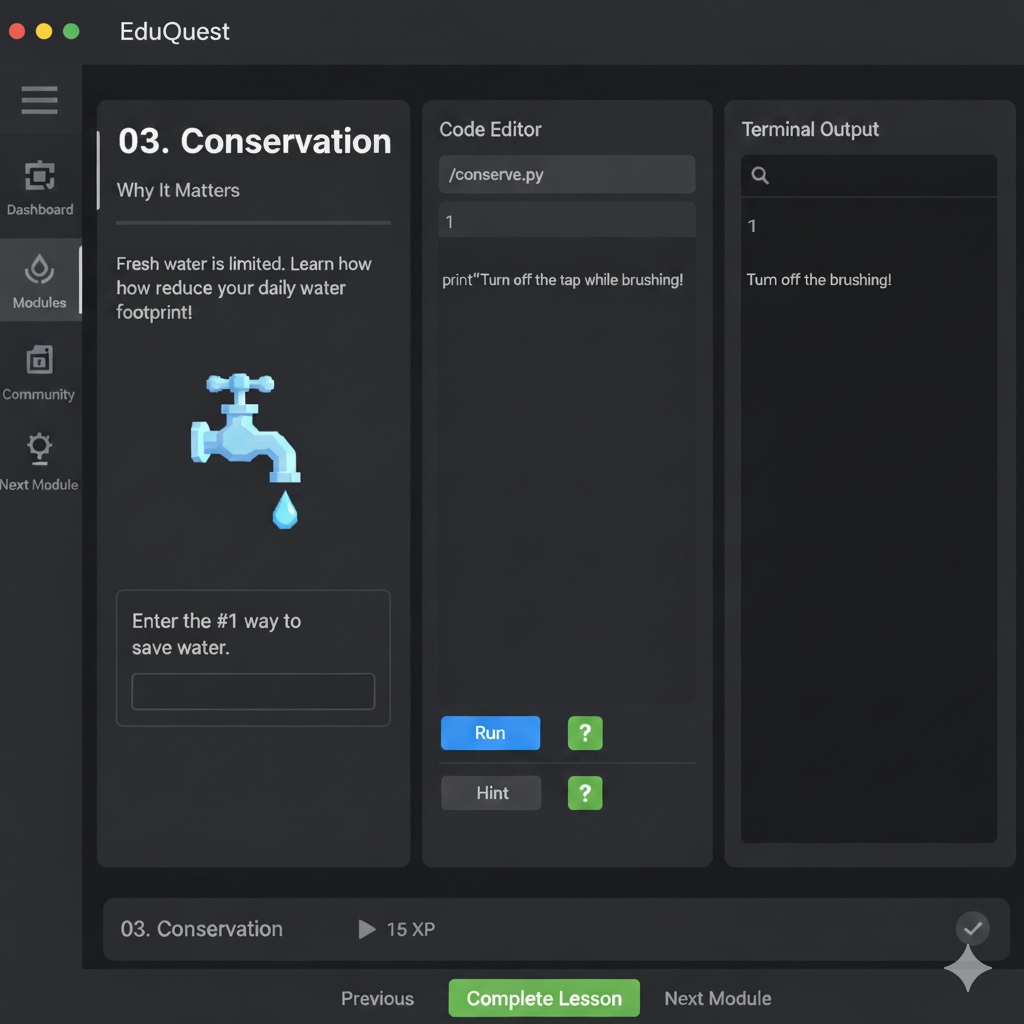 EduQuest
Dashboard
Modules
Community
Next Module
03. Conservation
Why It Matters
Fresh water is limited. Learn how
how reduce your daily water
footprint!
Enter the #1 way to
save water.
Code Editor
/conserve.py
1
print"Turn off the tap while brushing!
Run
?
Hint
?
Terminal Output
1
Tum off the brushing!
03. Conservation
15 XP
Previous
Complete Lesson
Next Module